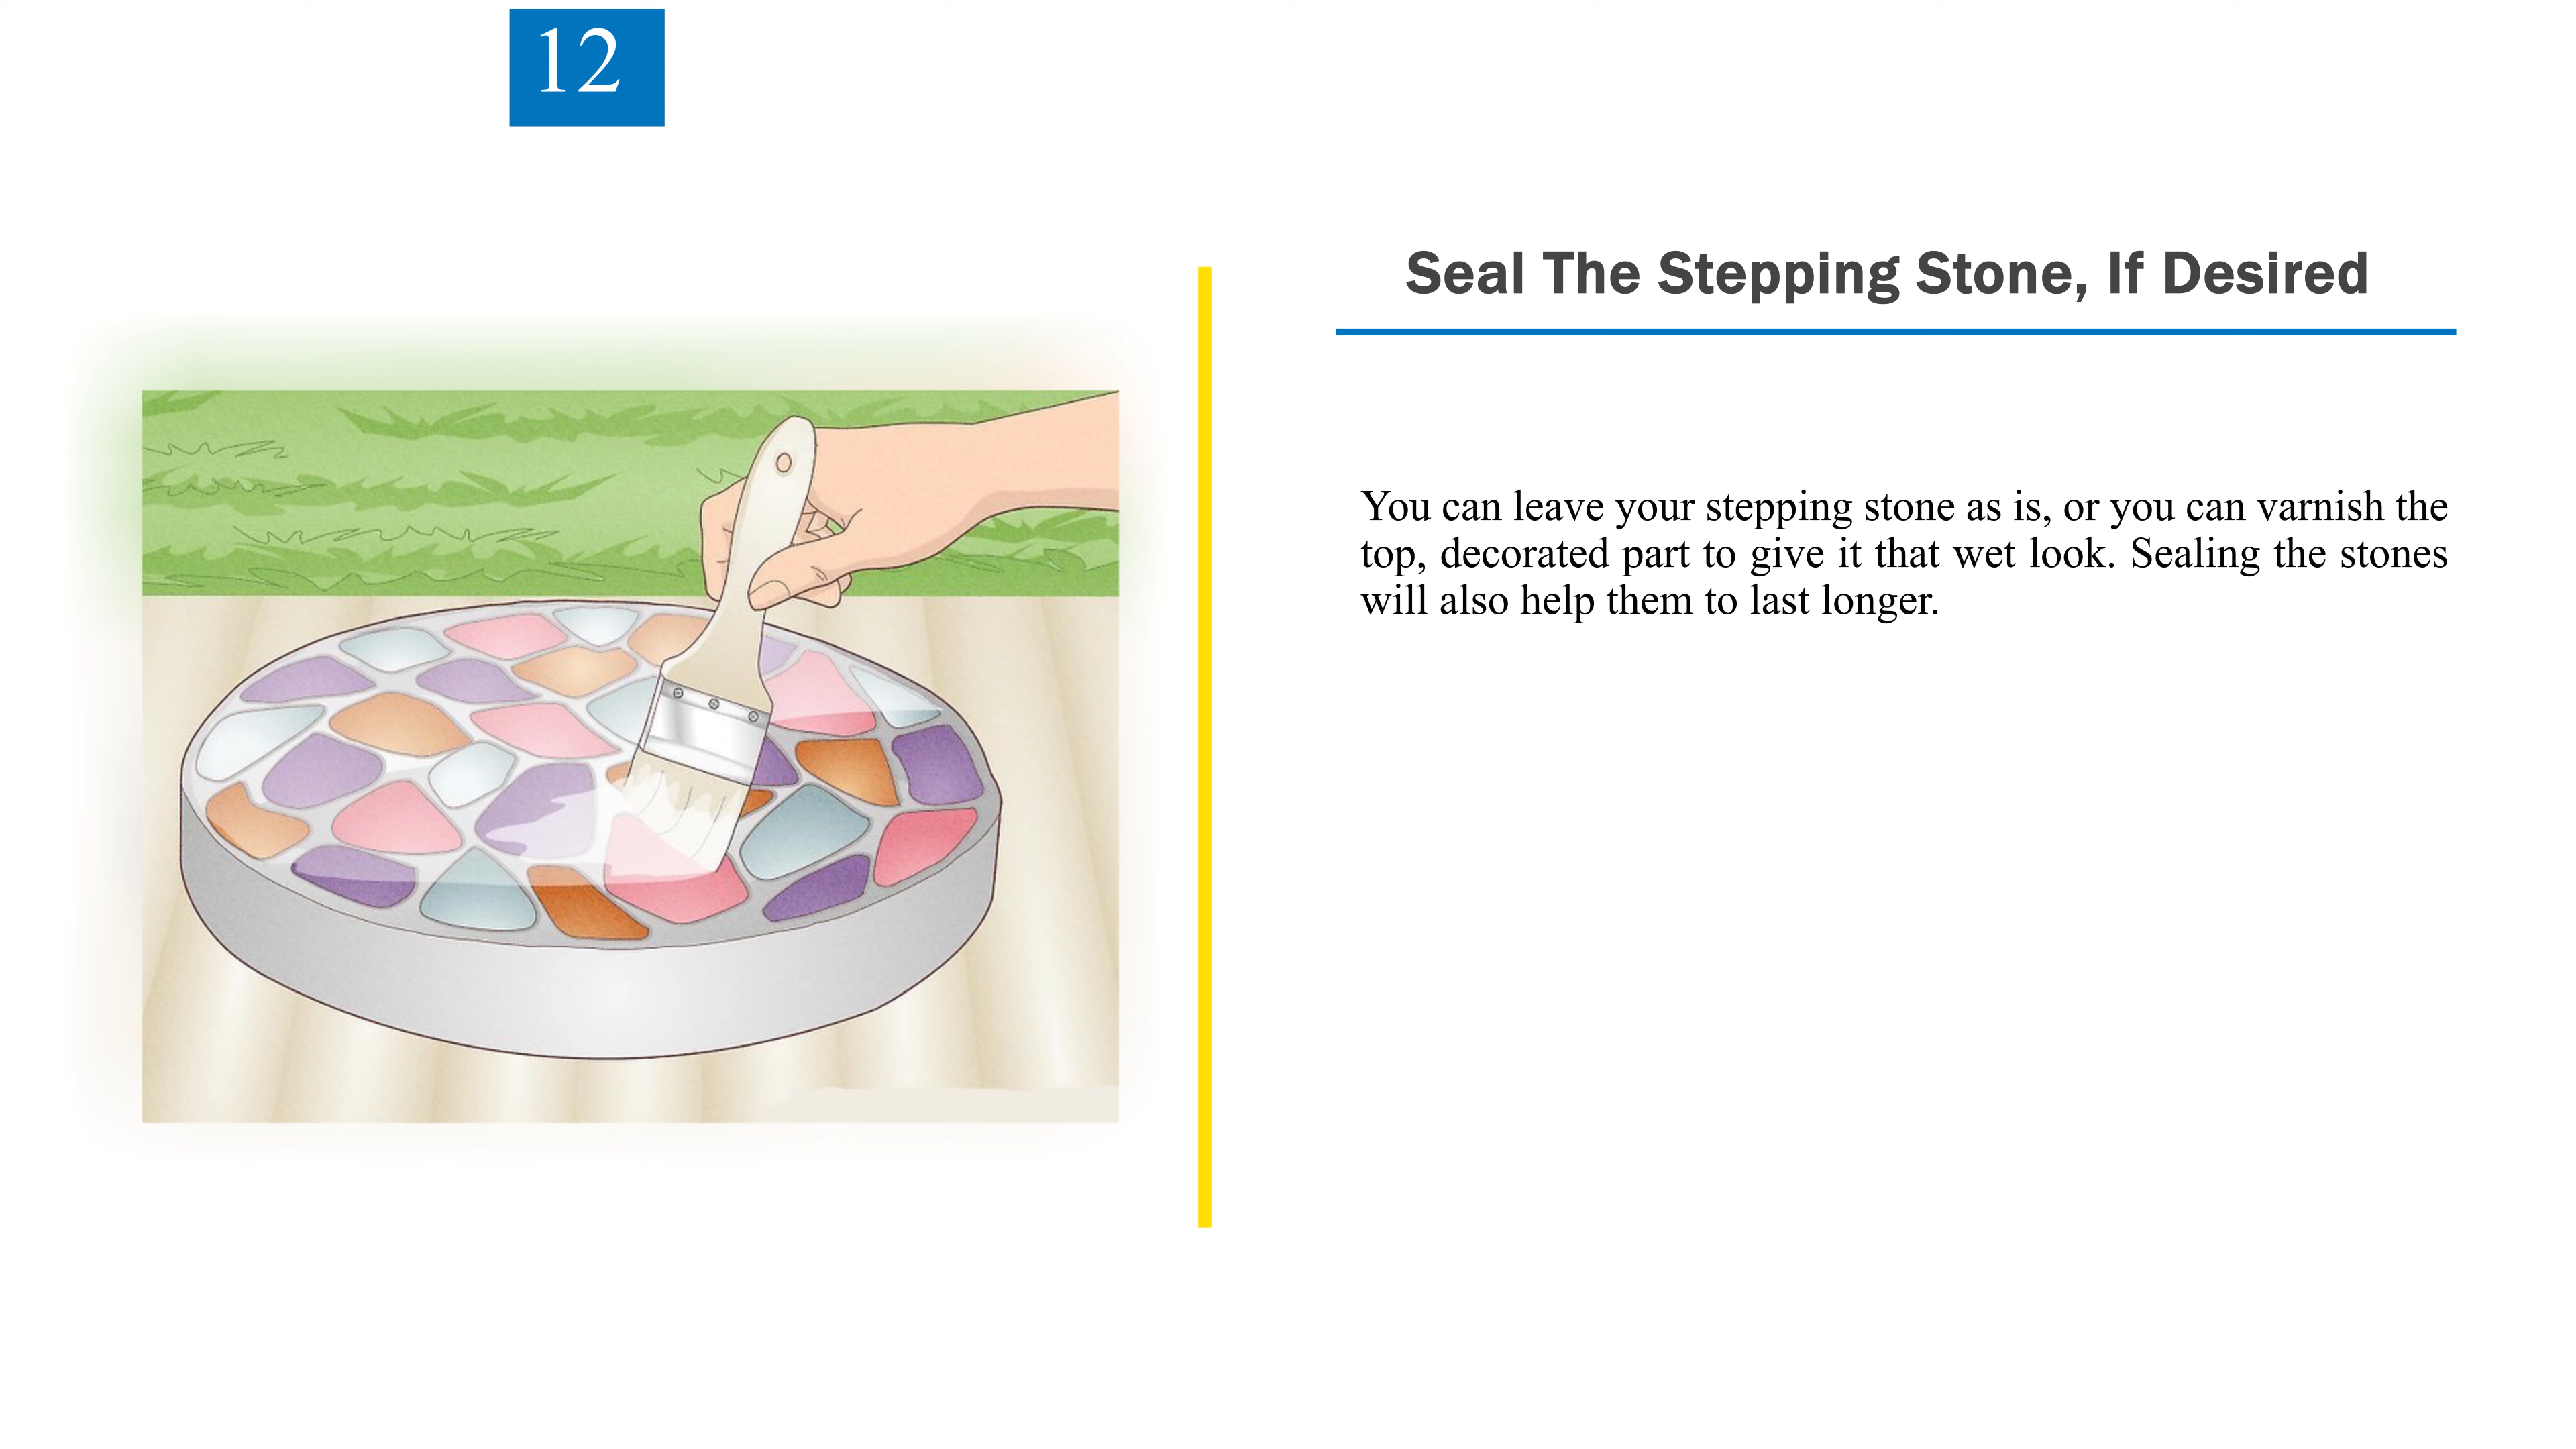 12
Seal The Stepping Stone, If Desired
You can leave your stepping stone as is, or you can varnish the
top, decorated part to give it that wet look. Sealing the stones
will also help them to last longer.